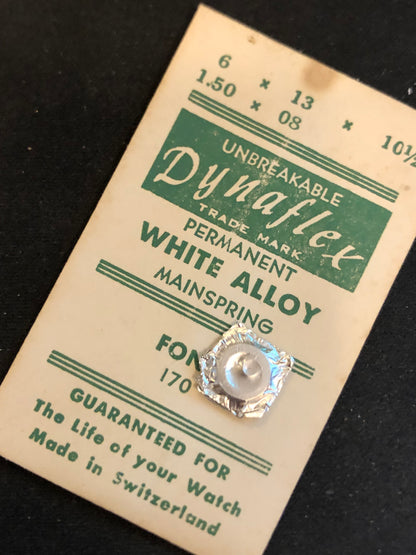 6 x 13 x 10½
1.50 x 08
UNBREAKABLE
Dynaflex
TRADE MARK
PERMANENT
WHITE ALLOY
MAINSPRING
170
GUARANTEED FOR
The Life of your Watch
Made in Switzerland